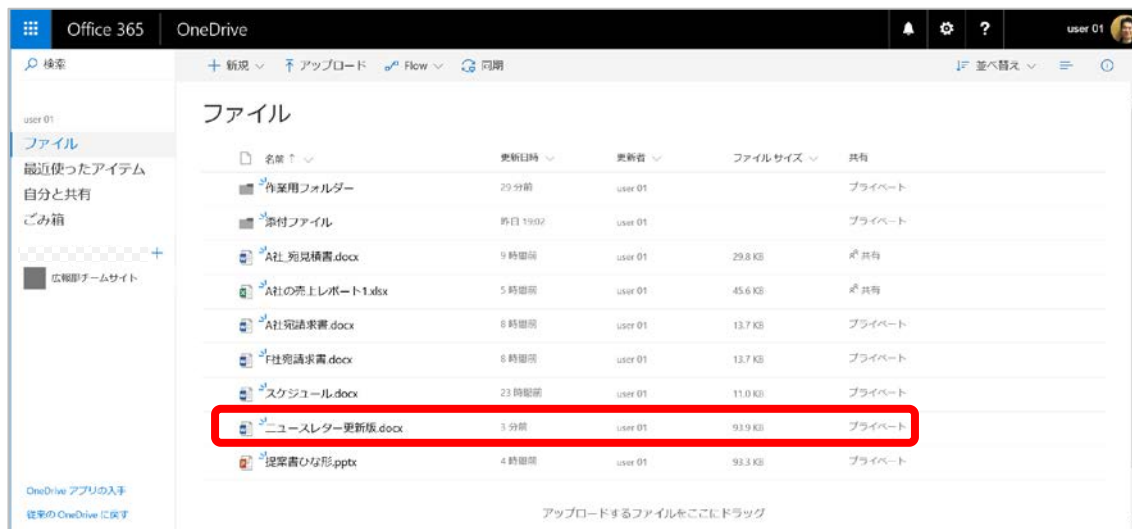 Office 365 OneDrive ? user 01
検索 新規 アップロード Flow 同期 並べ替え
user 01
ファイル
ファイル
最近使ったアイテム
自分と共有
ごみ箱
広報部チームサイト
名前 ↑ 更新日時 更新者 ファイル サイズ 共有
作業用フォルダー 29 分前 user 01 プライベート
添付ファイル 昨日 19:02 user 01 プライベート
A社_宛見積書.docx 9 時間前 user 01 29.8 KB 共有
A社の売上レポート1.xlsx 5 時間前 user 01 45.6 KB 共有
A社宛請求書.docx 8 時間前 user 01 13.7 KB プライベート
F社宛請求書.docx 8 時間前 user 01 13.7 KB プライベート
スケジュール.docx 23 時間前 user 01 11.0 KB プライベート
ニュースレター更新版.docx 3 分前 user 01 93.9 KB プライベート
提案書ひな形.pptx 4 時間前 user 01 93.3 KB プライベート
アップロードするファイルをここにドラッグ
OneDrive アプリの入手
従来の OneDrive に戻す